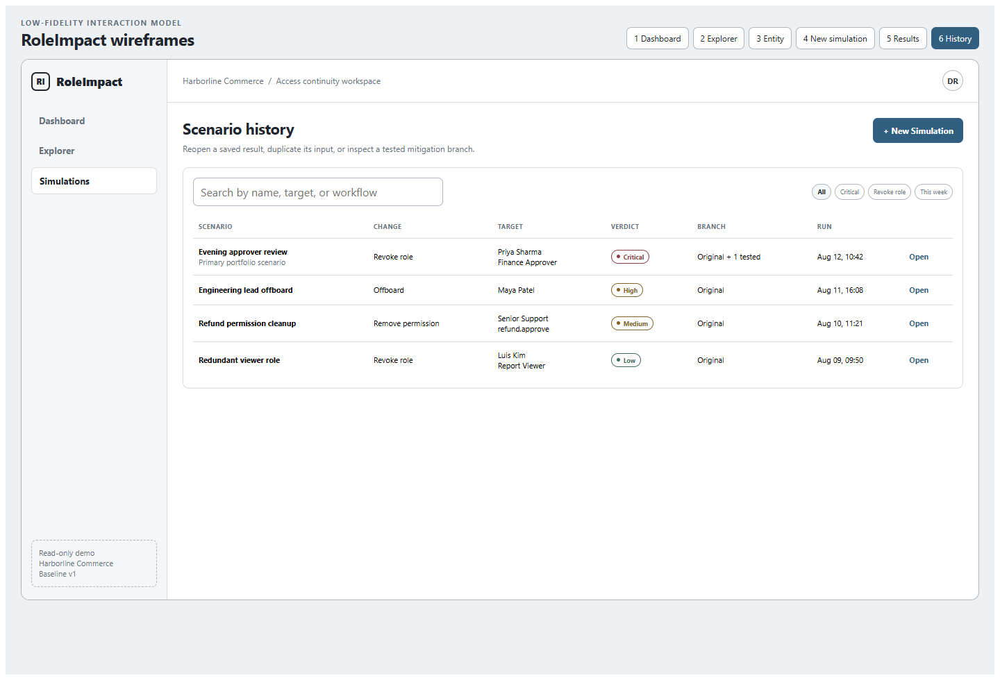 LOW-FIDELITY INTERACTION MODEL
RoleImpact wireframes
1 Dashboard
2 Explorer
3 Entity
4 New simulation
5 Results
6 History
RI RoleImpact
Dashboard
Explorer
Simulations
Read-only demo
Harborline Commerce
Baseline v1
Harborline Commerce / Access continuity workspace
DR
Scenario history
Reopen a saved result, duplicate its input, or inspect a tested mitigation branch.
+ New Simulation
Search by name, target, or workflow
All
Critical
Revoke role
This week
SCENARIO CHANGE TARGET VERDICT BRANCH RUN
Evening approver review
Primary portfolio scenario
Revoke role
Priya Sharma
Finance Approver
Critical
Original + 1 tested
Aug 12, 10:42
Open
Engineering lead offboard
Offboard
Maya Patel
High
Original
Aug 11, 16:08
Open
Refund permission cleanup
Remove permission
Senior Support
refund.approve
Medium
Original
Aug 10, 11:21
Open
Redundant viewer role
Revoke role
Luis Kim
Report Viewer
Low
Original
Aug 09, 09:50
Open